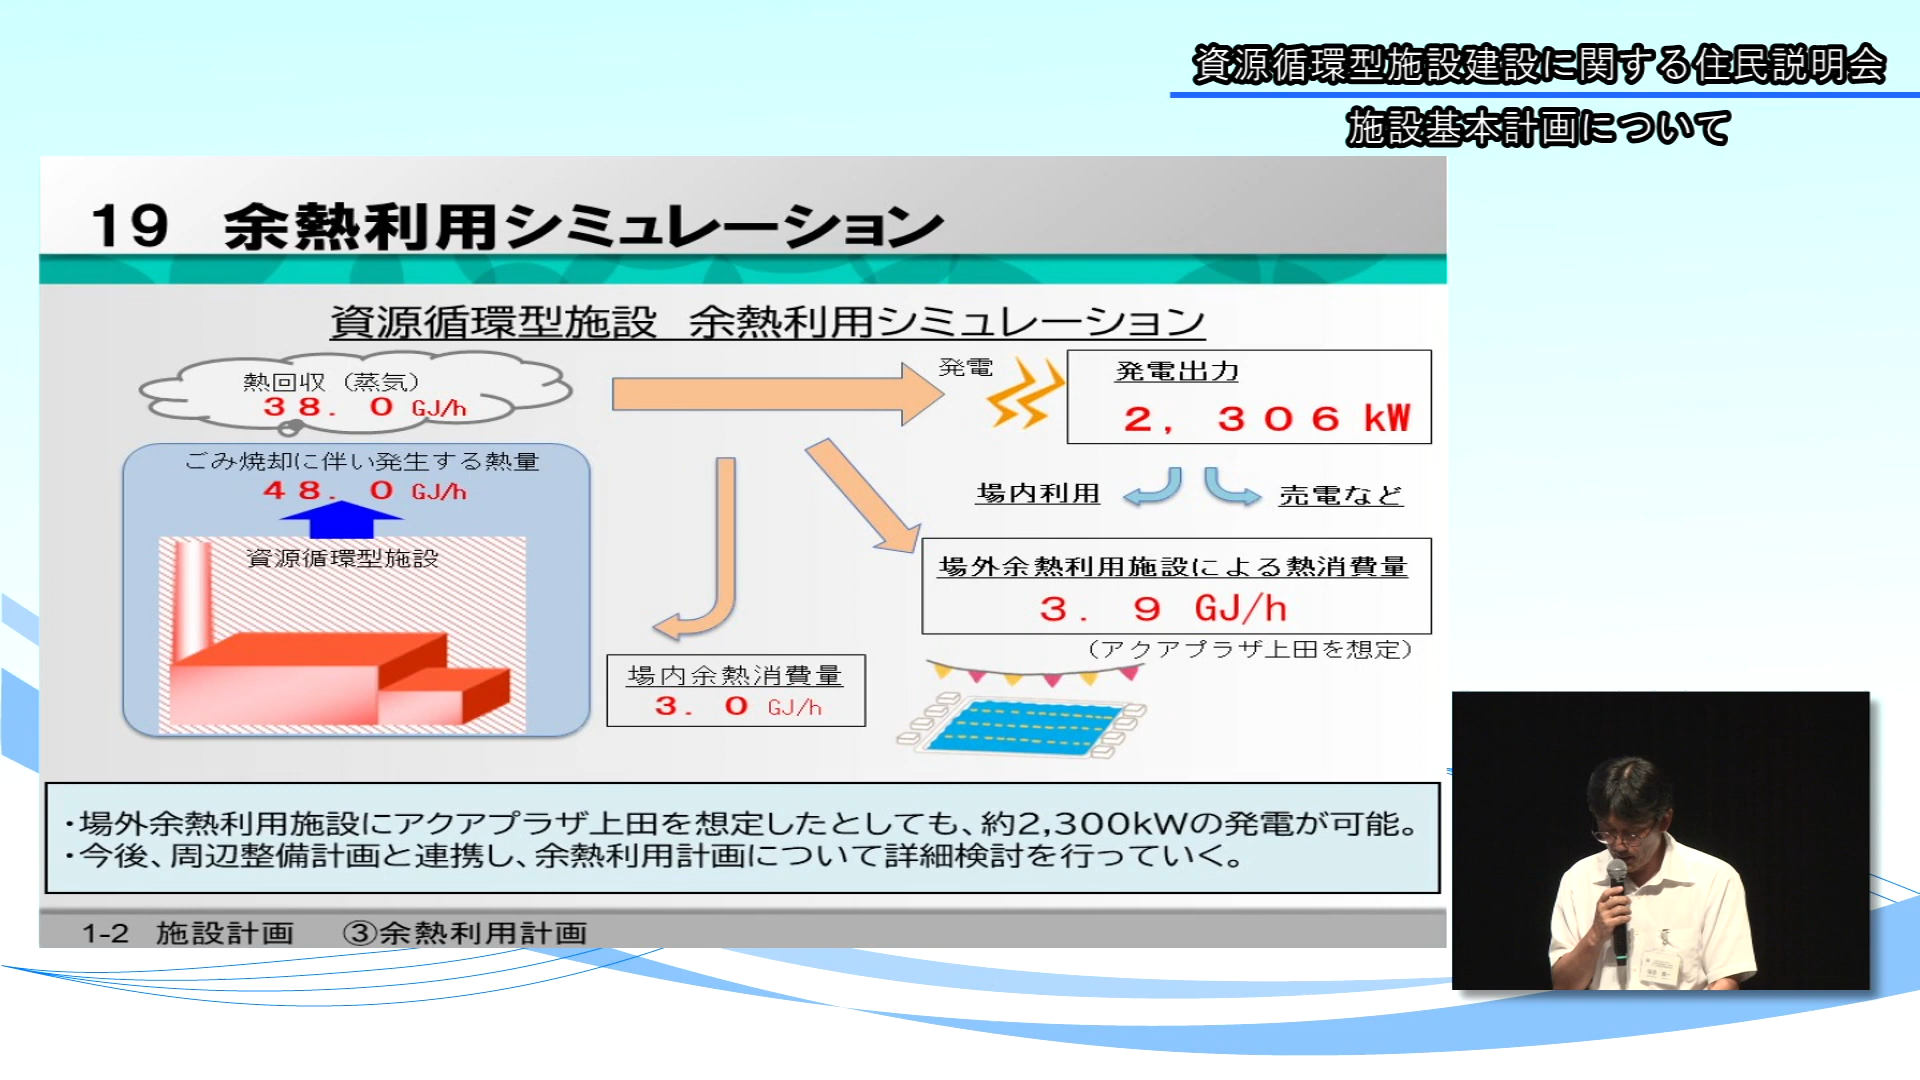 資源循環型施設建設に関する住民説明会
施設基本計画について
19　余熱利用シミュレーション
資源循環型施設　余熱利用シミュレーション
熱回収（蒸気）
３８．０ GJ/h
発電
発電出力
２，３０６ kW
ごみ焼却に伴い発生する熱量
４８．０ GJ/h
場内利用
売電など
資源循環型施設
場外余熱利用施設による熱消費量
３．９ GJ/h
（アクアプラザ上田を想定）
場内余熱消費量
３．０ GJ/h
・場外余熱利用施設にアクアプラザ上田を想定したとしても、約2,300kWの発電が可能。
・今後、周辺整備計画と連携し、余熱利用計画について詳細検討を行っていく。
1-2　施設計画　③余熱利用計画